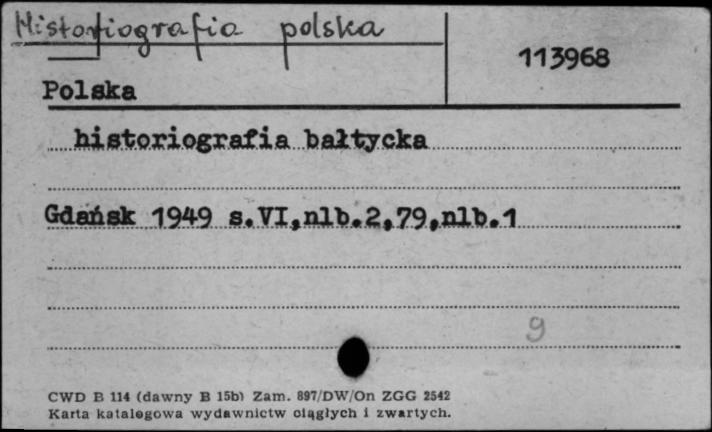 Historiografia polska
113968
Polska
historiografia bałtycka
Gdańsk 1949 s.VI,nlb.2,79,nlb.1
9
CWD B 114 (dawny B 15b) Zam. 897/DW/On ZGG 2542
Karta katalogowa wydawnictw ciągłych i zwartych.